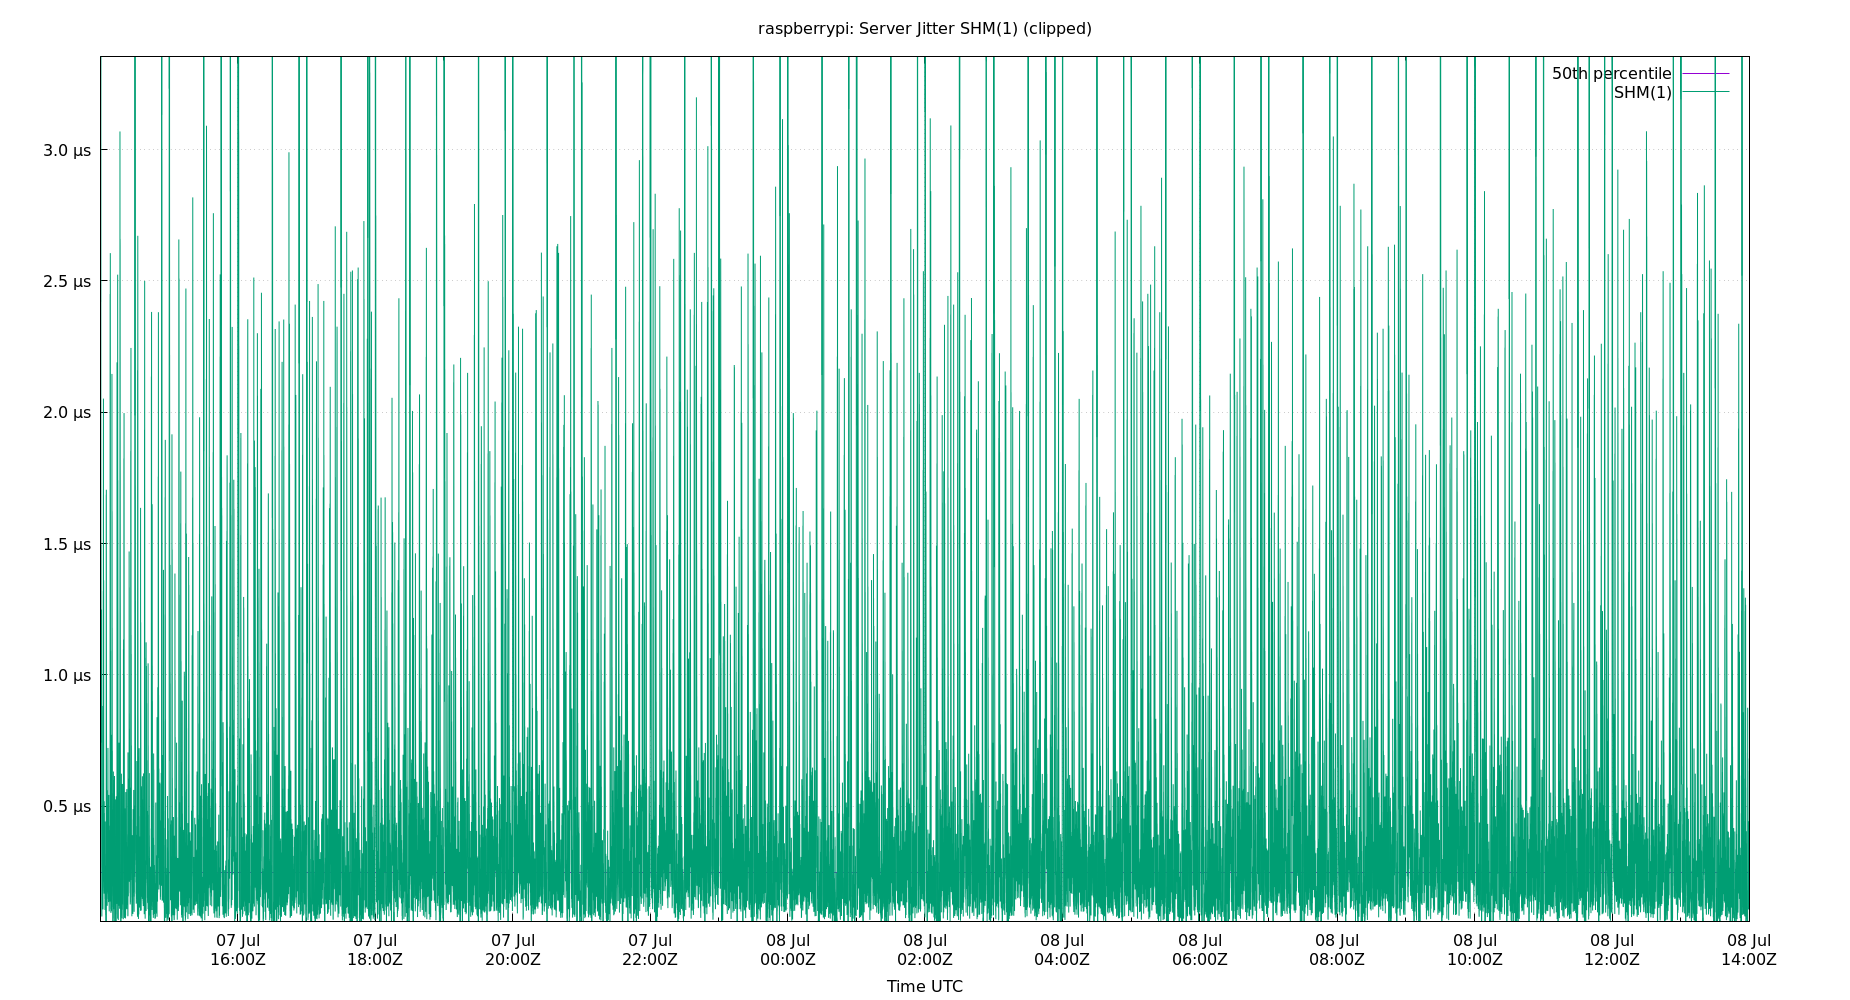 raspberrypi: Server Jitter SHM(1) (clipped)
50th percentile
SHM(1)
3.0 µs
2.5 µs
2.0 µs
1.5 µs
1.0 µs
0.5 µs
07 Jul 07 Jul 07 Jul 07 Jul 08 Jul 08 Jul 08 Jul 08 Jul 08 Jul 08 Jul 08 Jul 08 Jul
16:00Z 18:00Z 20:00Z 22:00Z 00:00Z 02:00Z 04:00Z 06:00Z 08:00Z 10:00Z 12:00Z 14:00Z
Time UTC